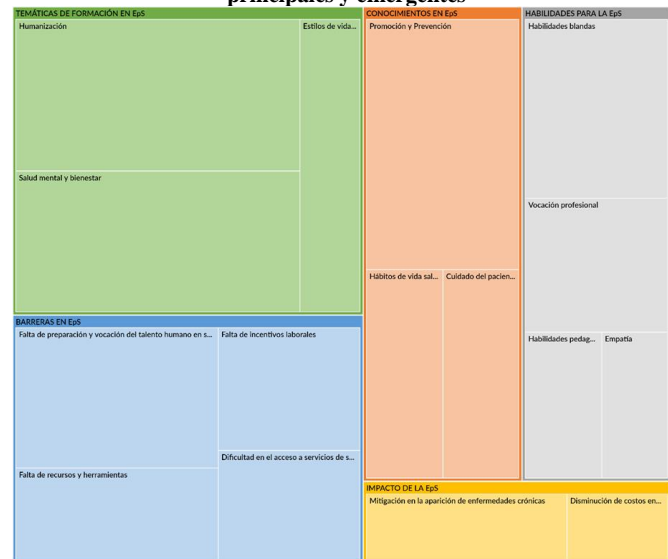 principales y emergentes
TEMÁTICAS DE FORMACIÓN EN EpS
Humanización
Estilos de vida...
Salud mental y bienestar
CONOCIMIENTOS EN EpS
Promoción y Prevención
Hábitos de vida sal...
Cuidado del pacien...
HABILIDADES PARA LA EpS
Habilidades blandas
Vocación profesional
Habilidades pedag...
Empatía
BARRERAS EN EpS
Falta de preparación y vocación del talento humano en s...
Falta de incentivos laborales
Dificultad en el acceso a servicios de s...
Falta de recursos y herramientas
IMPACTO DE LA EpS
Mitigación en la aparición de enfermedades crónicas
Disminución de costos en...